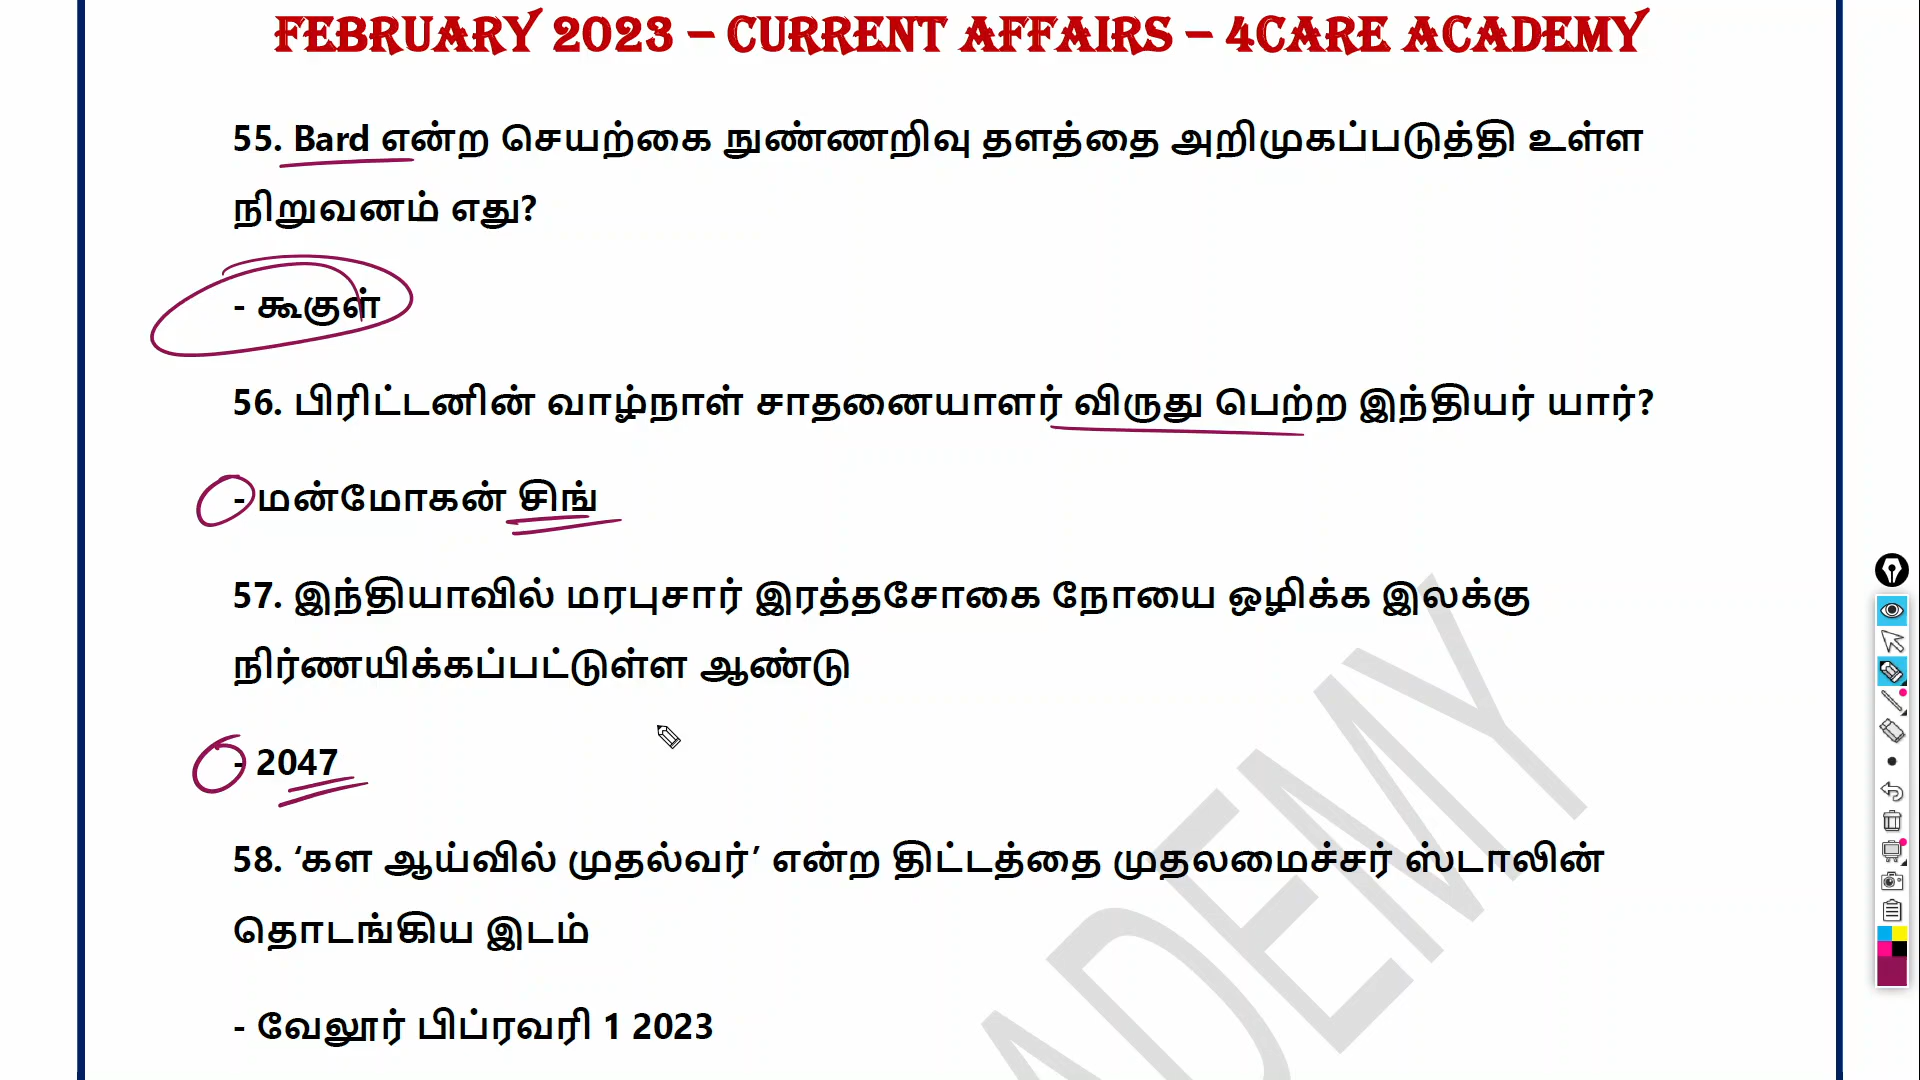 FEBRUARY 2023 – CURRENT AFFAIRS – 4CARE ACADEMY
55. Bard என்ற செயற்கை நுண்ணறிவு தளத்தை அறிமுகப்படுத்தி உள்ள
நிறுவனம் எது?
- கூகுள்
56. பிரிட்டனின் வாழ்நாள் சாதனையாளர் விருது பெற்ற இந்தியர் யார்?
- மன்மோகன் சிங்
57. இந்தியாவில் மரபுசார் இரத்தசோகை நோயை ஒழிக்க இலக்கு
நிர்ணயிக்கப்பட்டுள்ள ஆண்டு
- 2047
58. ‘கள ஆய்வில் முதல்வர்’ என்ற திட்டத்தை முதலமைச்சர் ஸ்டாலின்
தொடங்கிய இடம்
- வேலூர் பிப்ரவரி 1 2023
ADEMY